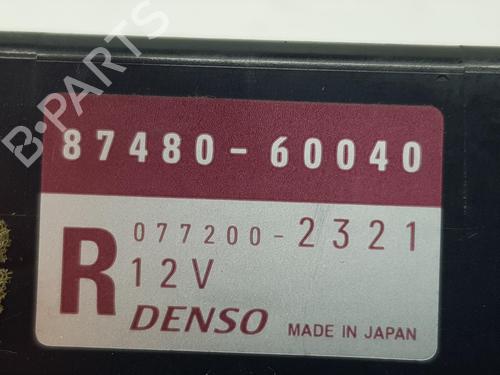 B-PARTS
87480-60040
R
077200-2321
12V
DENSO
MADE IN JAPAN